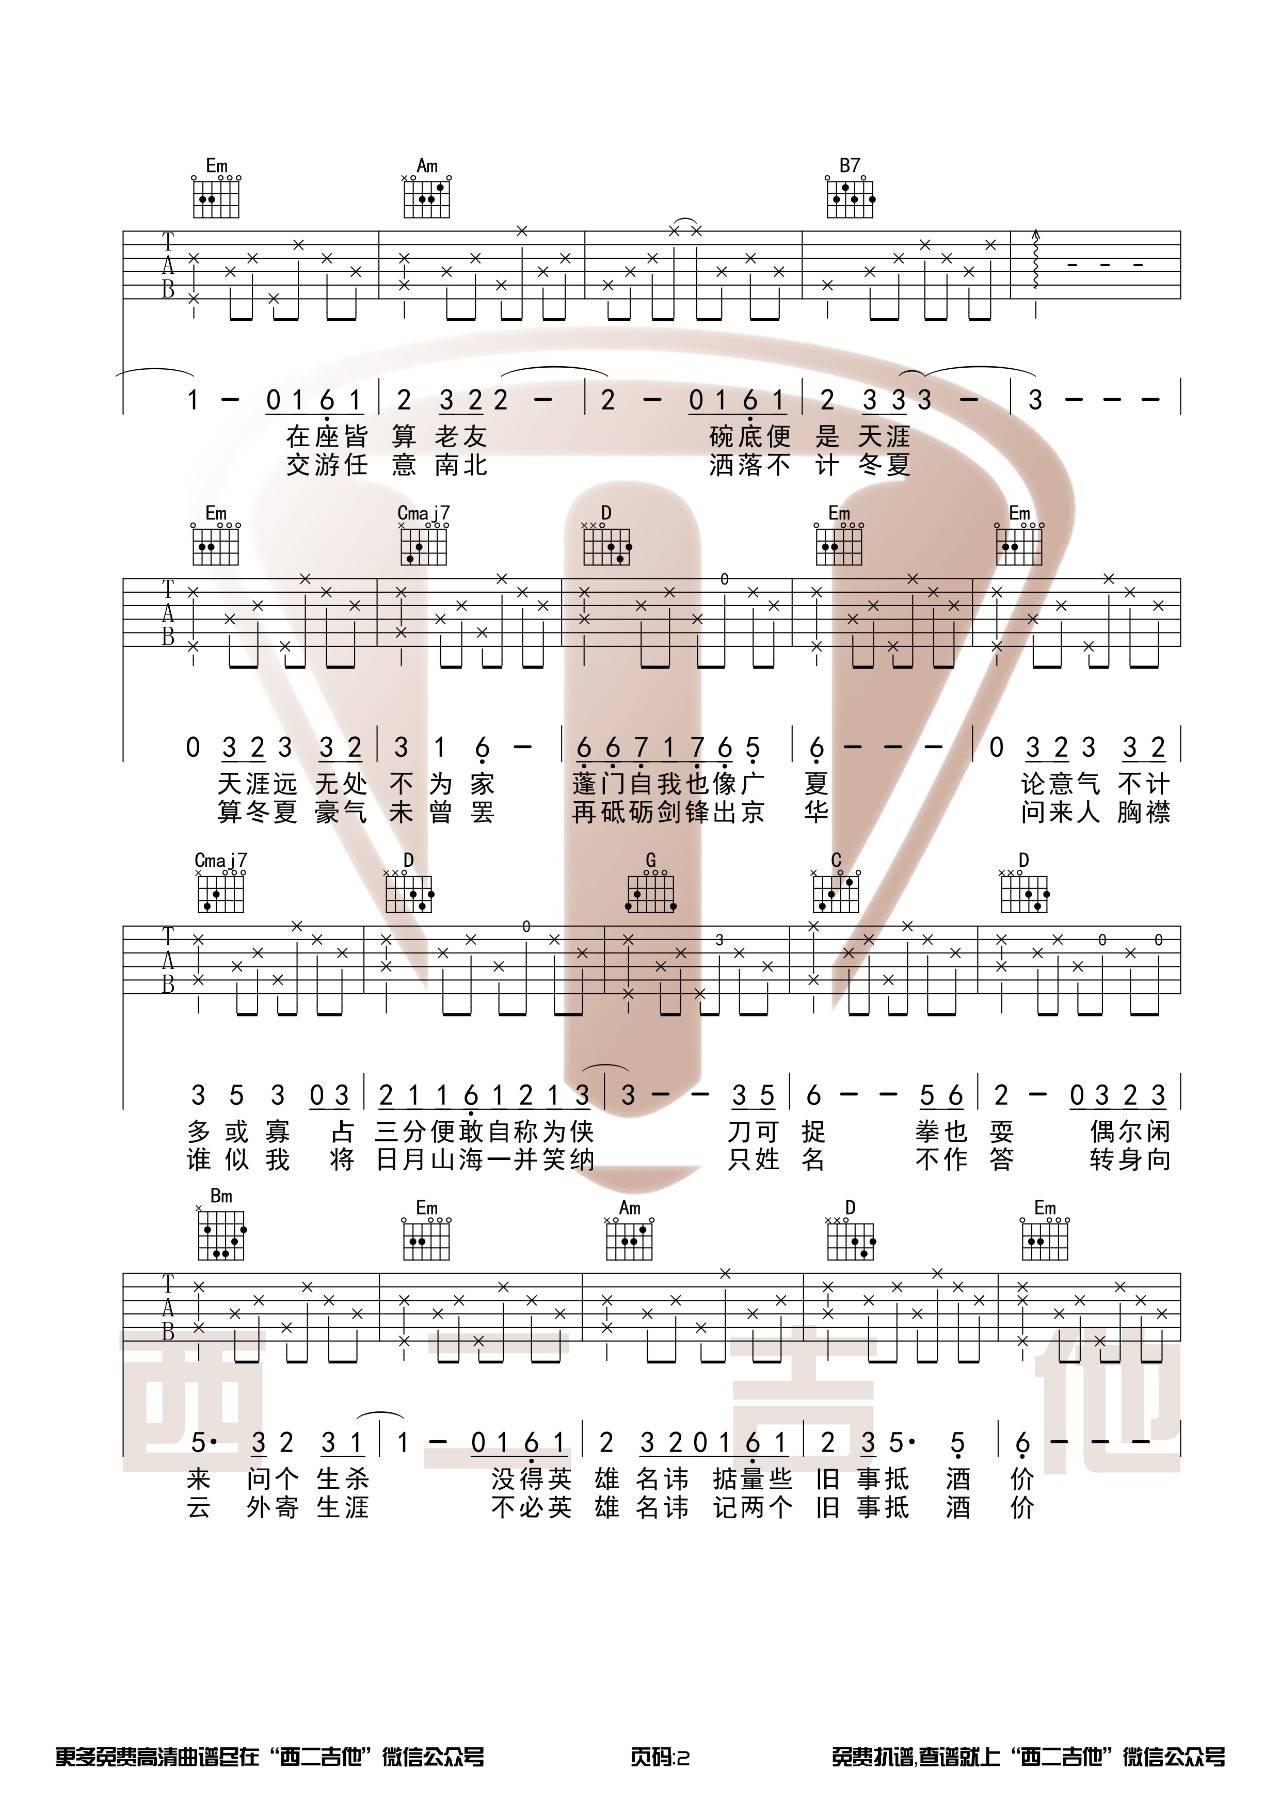 Em Am B7
T A B
1 - 0 1 6 1 2 3 2 2 - 2 - 0 1 6 1 2 3 3 3 - 3 - - -
在座皆 算 老友 碗底便 是 天涯
交游任 意 南北 洒落不 计 冬夏
Em Cmaj7 D Em Em
T A B 0
0 3 2 3 3 2 3 1 6 - 6 6 7 1 7 6 5 6 - - - 0 3 2 3 3 2
天涯远 无处 不 为 家 蓬门自我也像广 夏 论意气 不计
算冬夏 豪气 未 曾 罢 再砥砺剑锋出京 华 问来人 胸襟
Cmaj7 D G C D
T A B 0 3 0 0
3 5 3 0 3 2 1 1 6 1 2 1 3 3 - - 3 5 6 - - 5 6 2 - 0 3 2 3
多 或 寡 占 三分便敢自称为侠 刀可 捉 拳也 耍 偶尔闲
谁 似 我 将 日月山海一并笑纳 只姓 名 不作 答 转身向
Bm Em Am D Em
T A B
5· 3 2 3 1 1 - 0 1 6 1 2 3 2 0 1 6 1 2 3 5· 5 6 - -
来 问个 生杀 没得英 雄 名讳 掂量些 旧 事抵 酒 价
云 外寄 生涯 不必英 雄 名讳 记两个 旧 事抵 酒 价
西二吉他
更多免费高清曲谱尽在“西二吉他”微信公众号 页码:2 免费扒谱,查谱就上“西二吉他”微信公众号